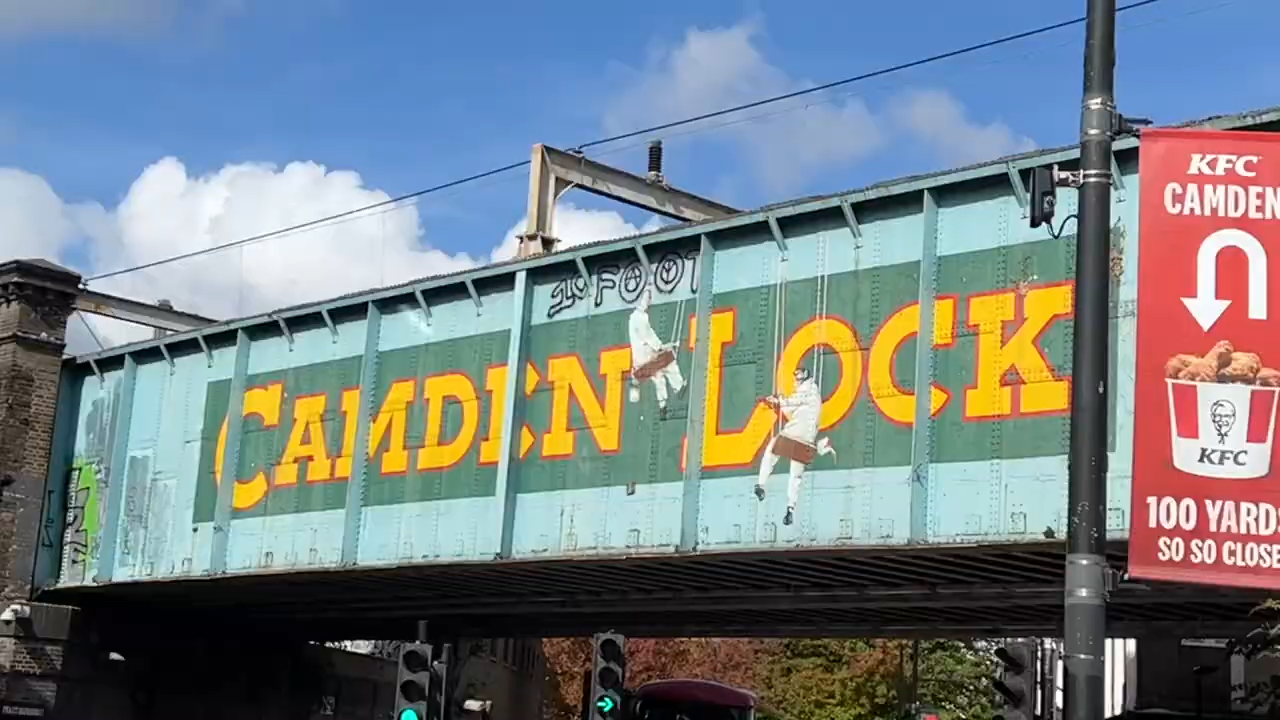 10 FOOT
CAMDEN LOCK
KFC
CAMDEN
KFC
100 YARDS
SO SO CLOSE